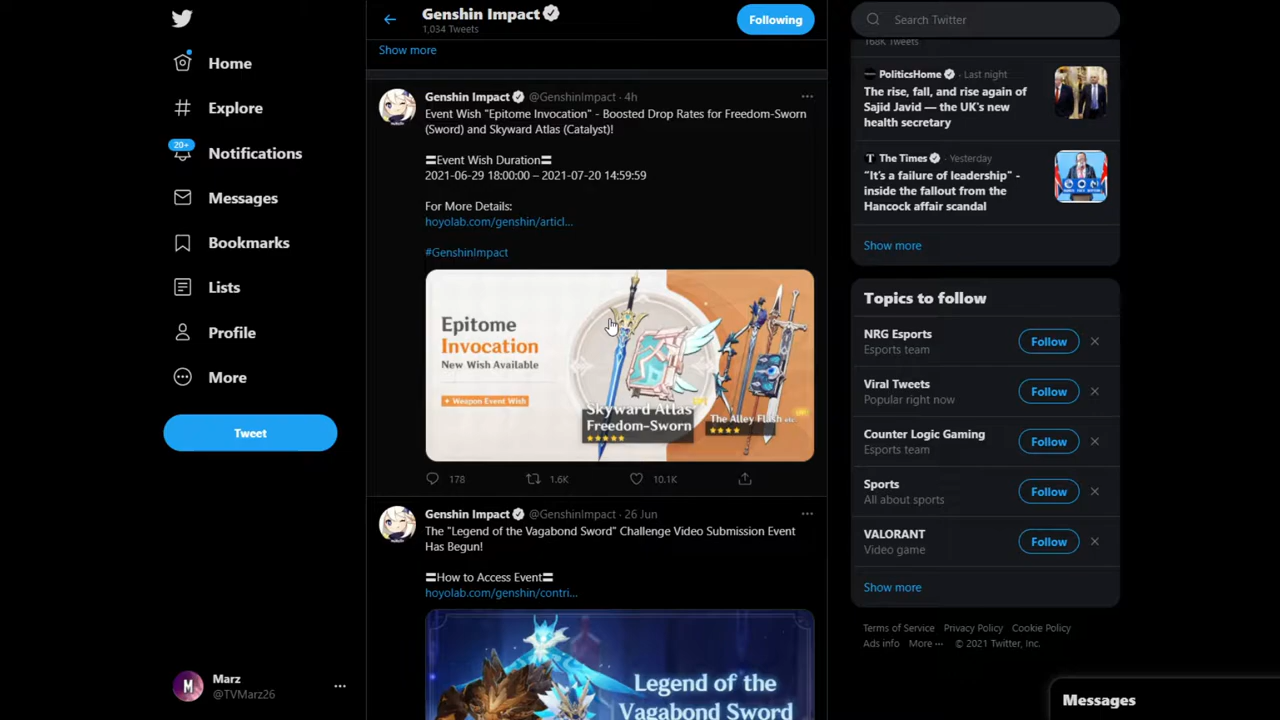 Home
Explore
20+
Notifications
Messages
Bookmarks
Lists
Profile
More
Tweet
Marz
@TVMarz26
Genshin Impact
1,034 Tweets
Following
Show more
Genshin Impact @GenshinImpact · 4h
Event Wish "Epitome Invocation" - Boosted Drop Rates for Freedom-Sworn
(Sword) and Skyward Atlas (Catalyst)!
〓Event Wish Duration〓
2021-06-29 18:00:00 – 2021-07-20 14:59:59
For More Details:
hoyolab.com/genshin/articl...
#GenshinImpact
Epitome
Invocation
New Wish Available
Weapon Event Wish
Skyward Atlas
Freedom-Sworn
The Alley Flash etc.
178
1.6K
10.1K
Genshin Impact @GenshinImpact · 26 Jun
The "Legend of the Vagabond Sword" Challenge Video Submission Event
Has Begun!
〓How to Access Event〓
hoyolab.com/genshin/contri...
Legend of the
Vagabond Sword
Search Twitter
168K Tweets
PoliticsHome · Last night
The rise, fall, and rise again of
Sajid Javid — the UK's new
health secretary
The Times · Yesterday
"It's a failure of leadership" -
inside the fallout from the
Hancock affair scandal
Show more
Topics to follow
NRG Esports
Esports team
Follow
Viral Tweets
Popular right now
Follow
Counter Logic Gaming
Esports team
Follow
Sports
All about sports
Follow
VALORANT
Video game
Follow
Show more
Terms of Service Privacy Policy Cookie Policy
Ads info More ··· © 2021 Twitter, Inc.
Messages